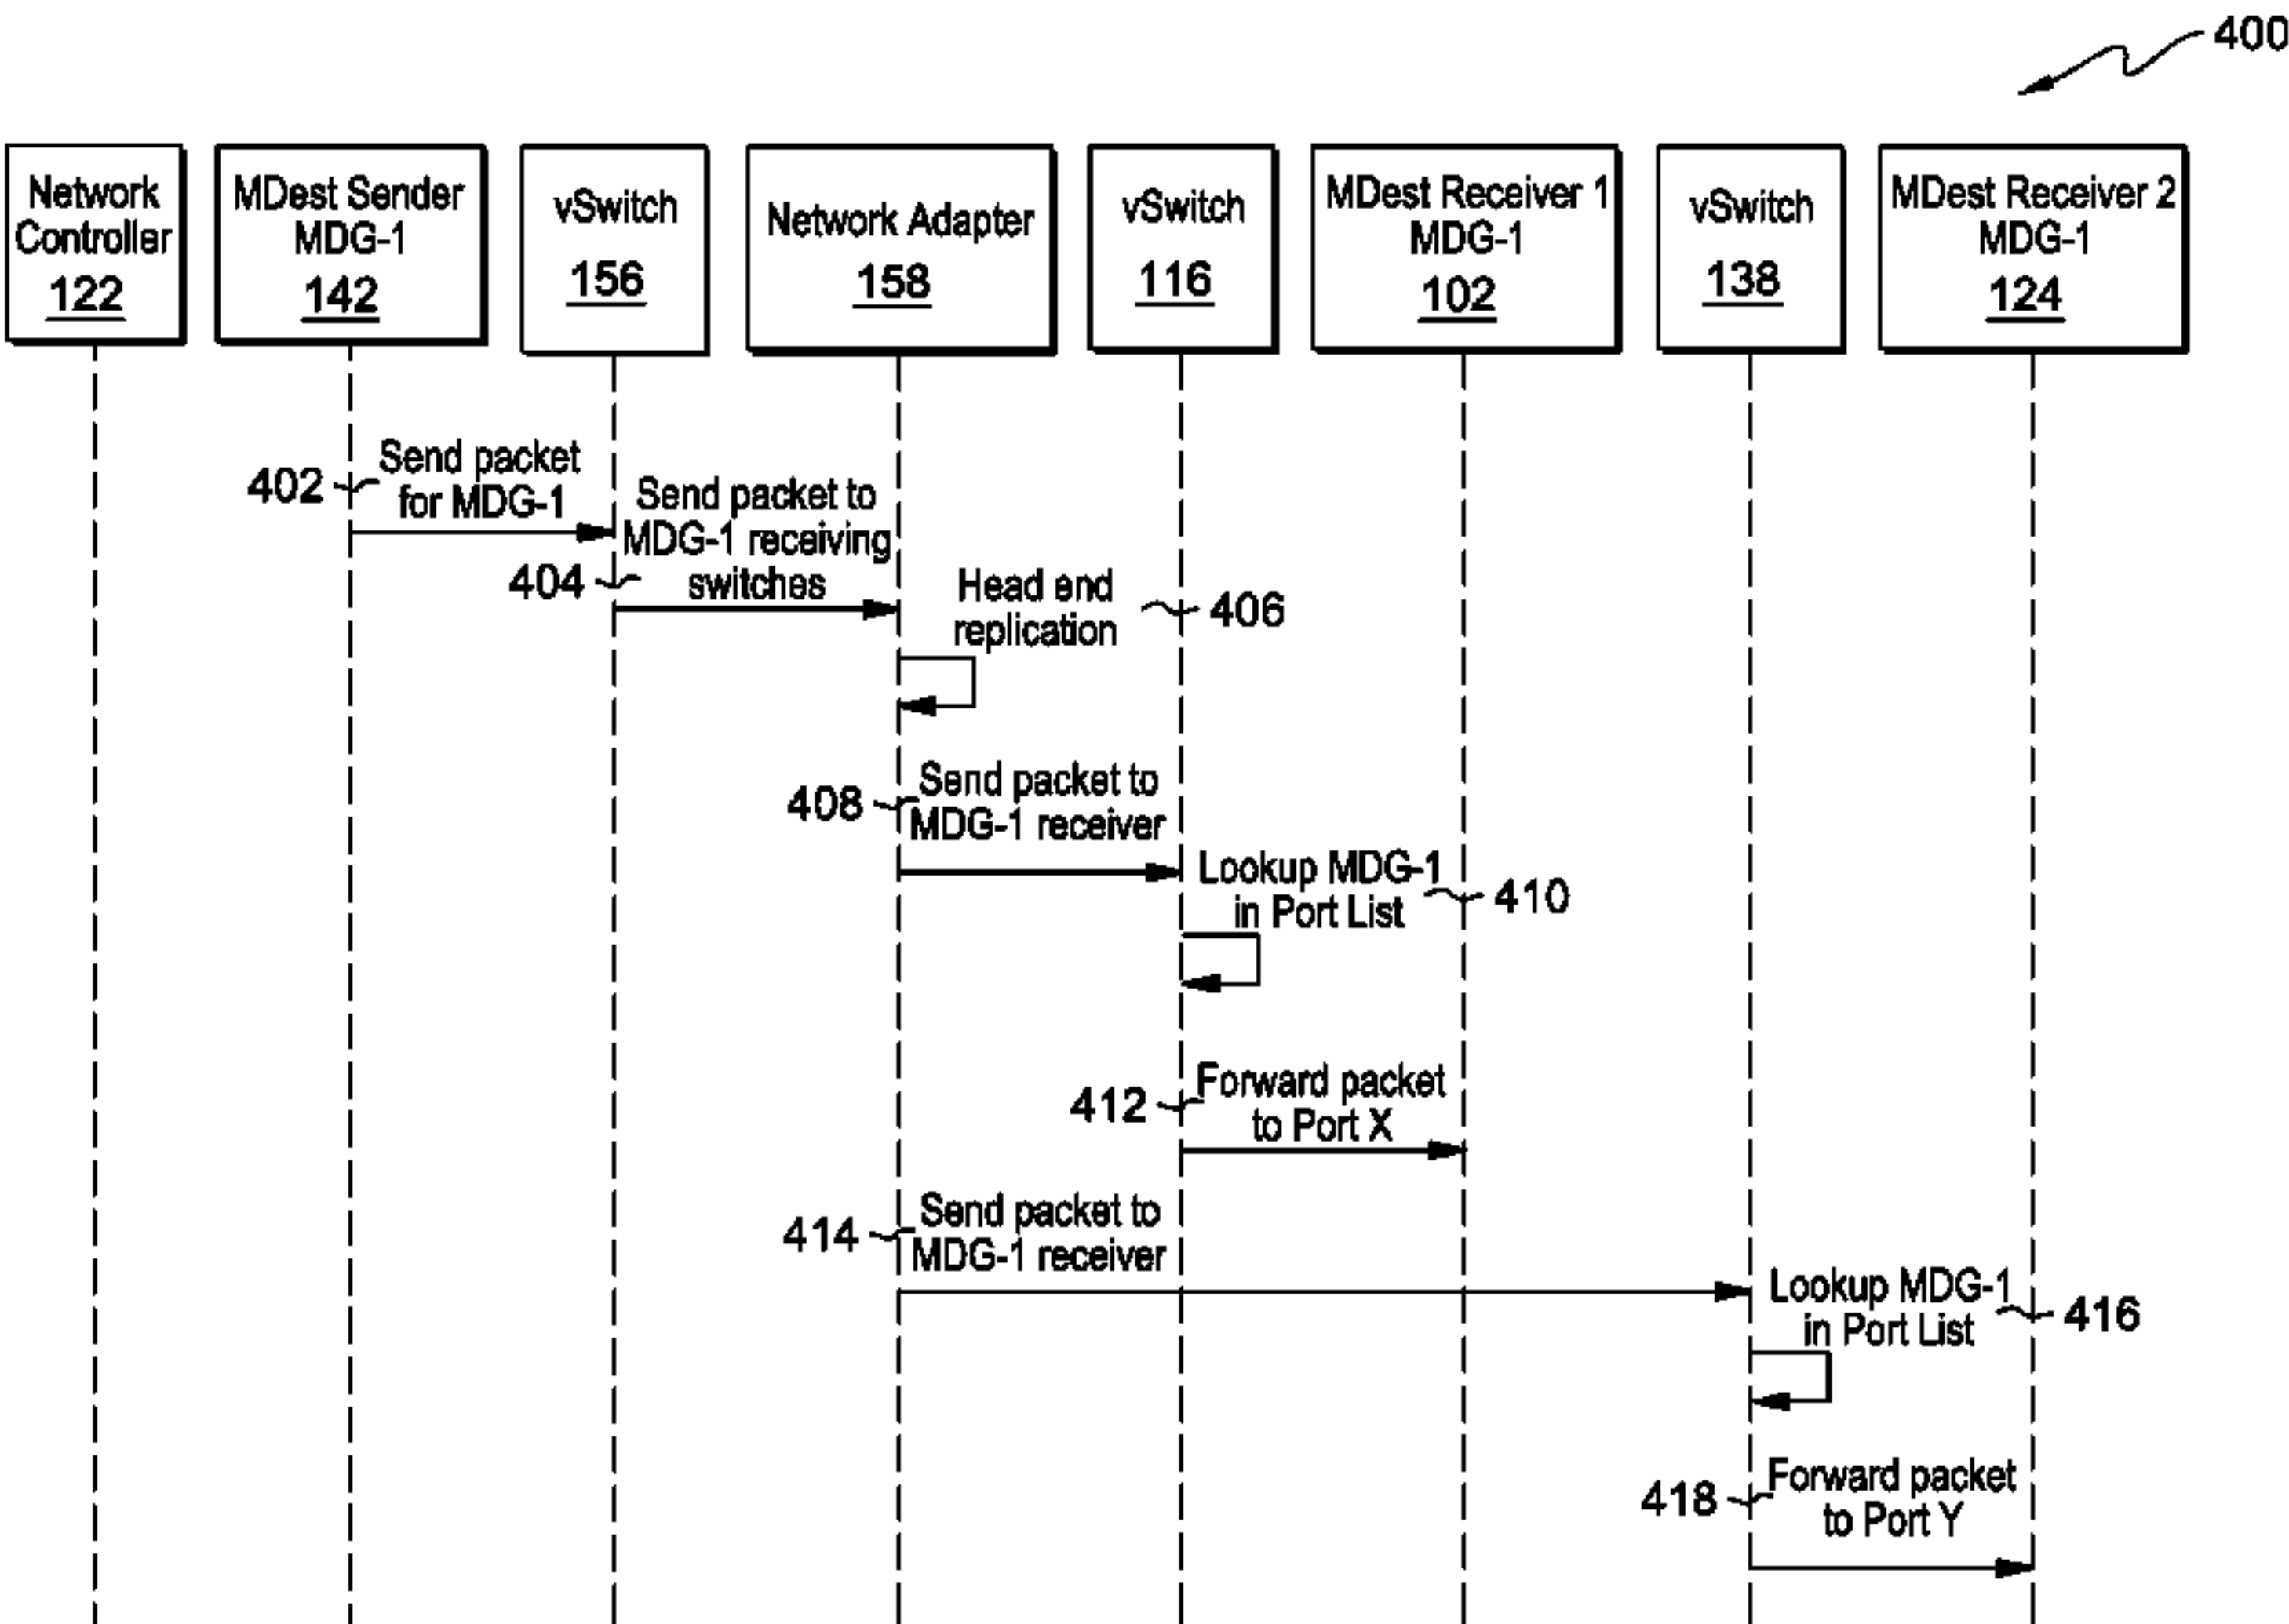 400
Network
Controller
122
MDest Sender
MDG-1
142
vSwitch
156
Network Adapter
158
vSwitch
116
MDest Receiver 1
MDG-1
102
vSwitch
138
MDest Receiver 2
MDG-1
124
402
Send packet
for MDG-1
404
Send packet to
MDG-1 receiving
switches
Head end
replication
406
408
Send packet to
MDG-1 receiver
Lookup MDG-1
in Port List
410
412
Forward packet
to Port X
414
Send packet to
MDG-1 receiver
Lookup MDG-1
in Port List
416
418
Forward packet
to Port Y